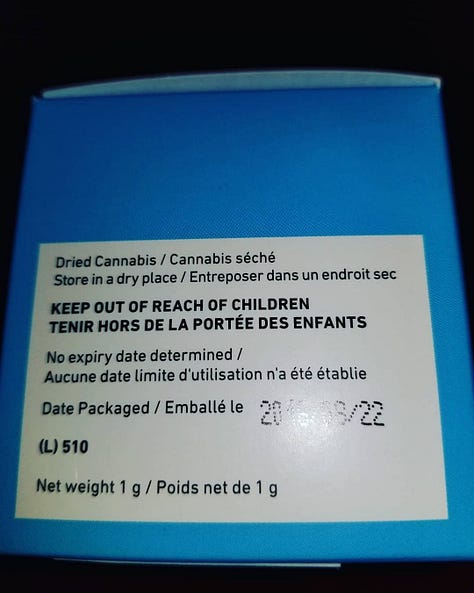 Dried Cannabis / Cannabis séché
Store in a dry place / Entreposer dans un endroit sec
KEEP OUT OF REACH OF CHILDREN
TENIR HORS DE LA PORTÉE DES ENFANTS
No expiry date determined /
Aucune date limite d'utilisation n'a été établie
Date Packaged / Emballé le
(L) 510
Net weight 1 g / Poids net de 1 g